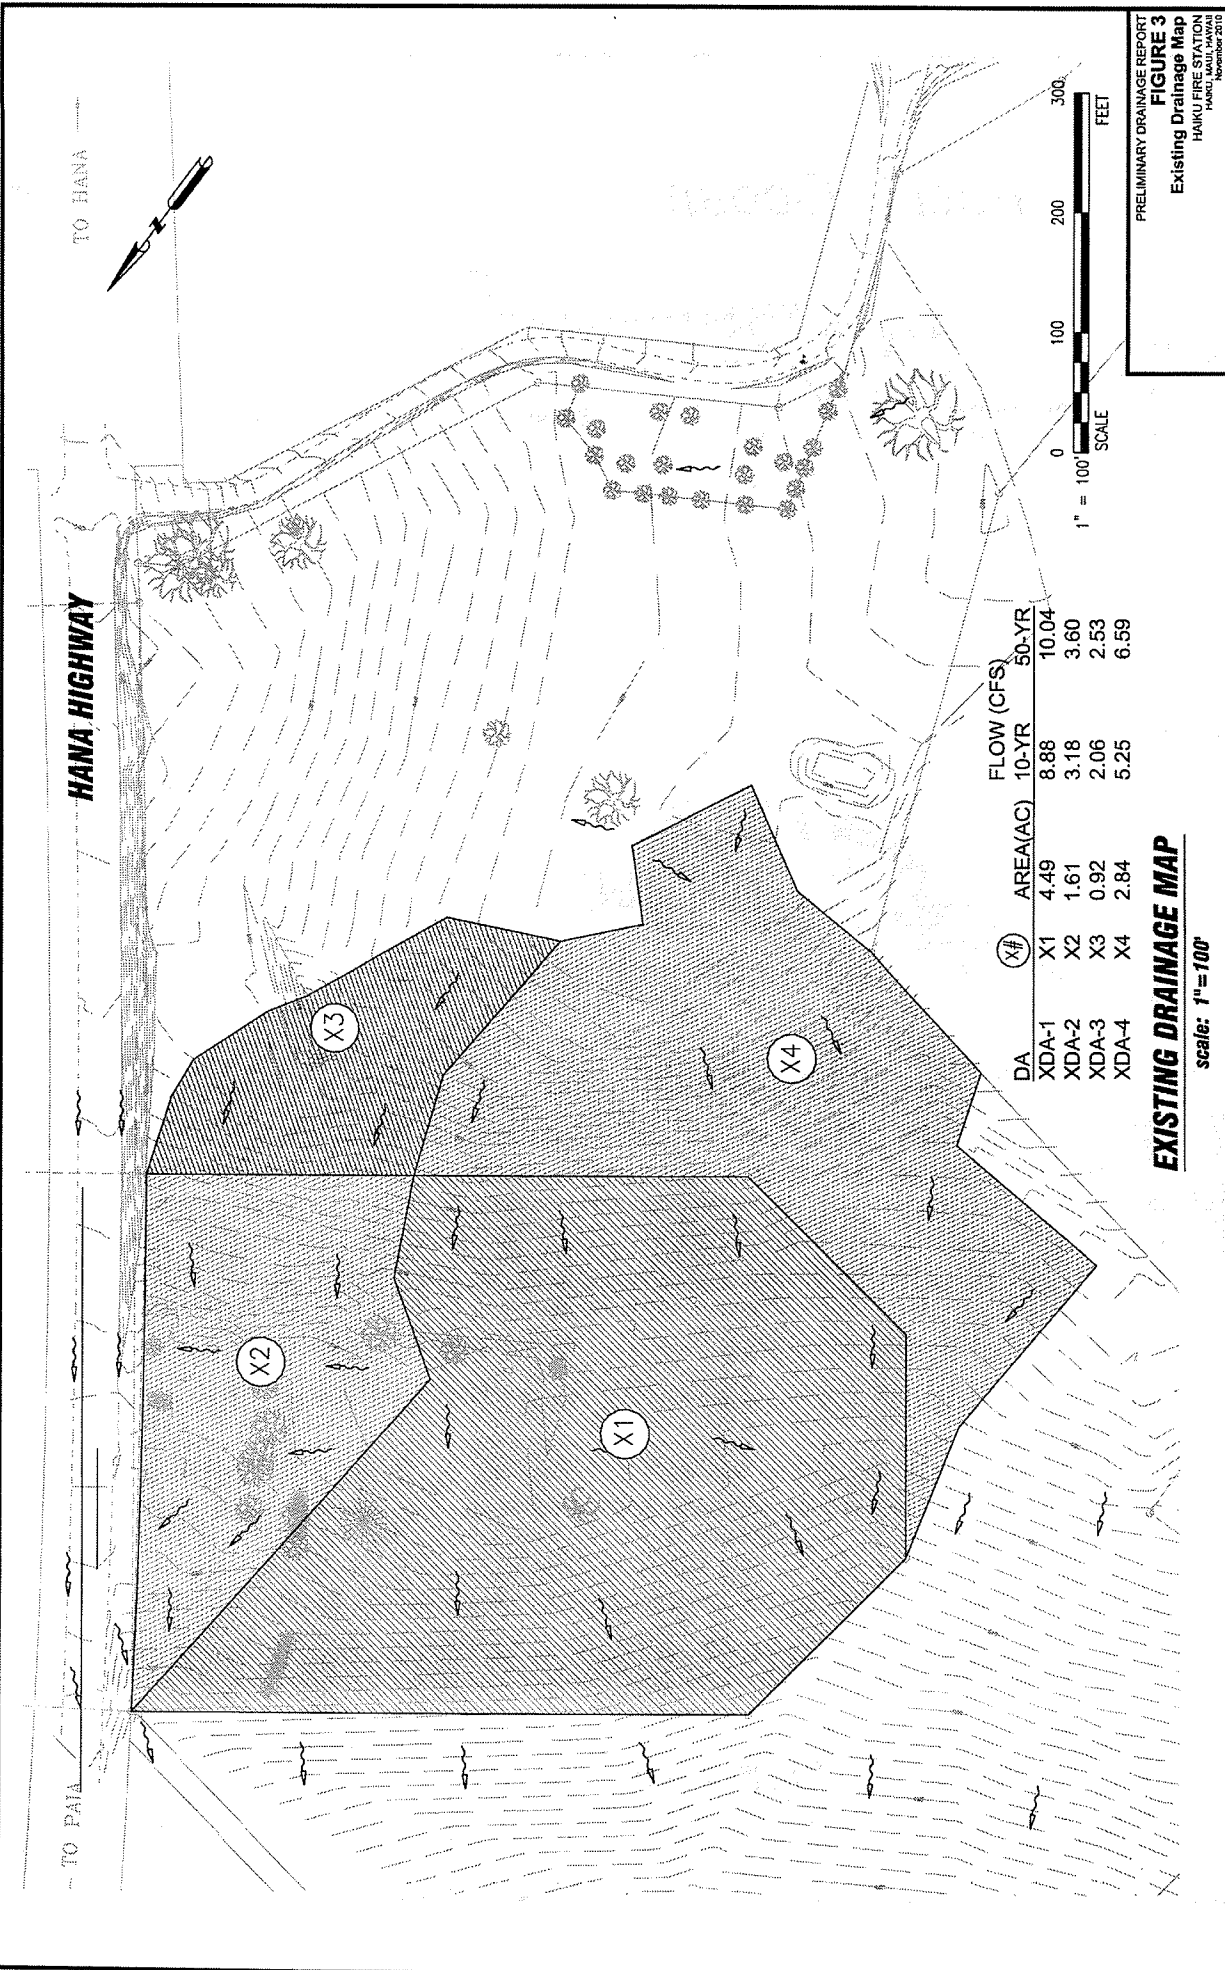 TO PAIA
HANA HIGHWAY
TO HANA
N
X2
X3
X1
X4
DA X# AREA(AC) FLOW (CFS)
10-YR 50-YR
XDA-1 X1 4.49 8.88 10.04
XDA-2 X2 1.61 3.18 3.60
XDA-3 X3 0.92 2.06 2.53
XDA-4 X4 2.84 5.25 6.59
EXISTING DRAINAGE MAP
scale: 1"=100'
0 100 200 300
1" = 100'
SCALE FEET
PRELIMINARY DRAINAGE REPORT
FIGURE 3
Existing Drainage Map
HAIKU FIRE STATION
HAIKU, MAUI, HAWAII
November 2010